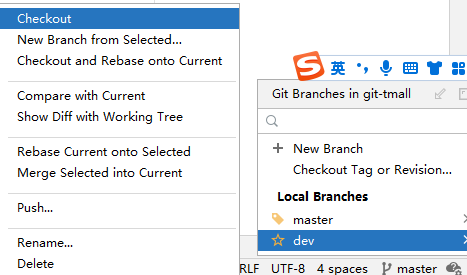 Checkout
New Branch from Selected...
Checkout and Rebase onto Current
Compare with Current
Show Diff with Working Tree
Rebase Current onto Selected
Merge Selected into Current
Push...
Rename...
Delete
S 英
Git Branches in git-tmall
New Branch
Checkout Tag or Revision...
Local Branches
master
dev
RLF UTF-8 4 spaces master